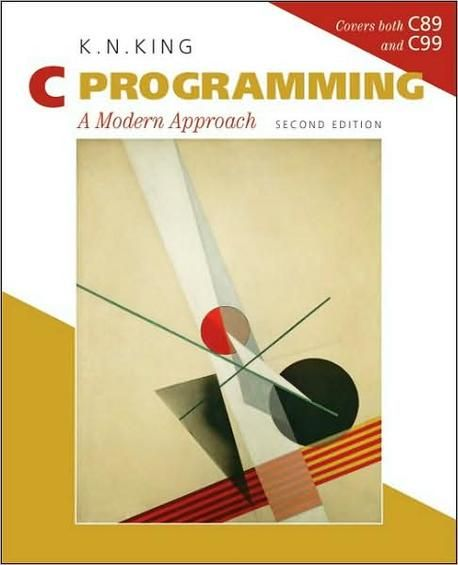 Covers both C89
and C99
K.N.KING
C PROGRAMMING
A Modern Approach SECOND EDITION